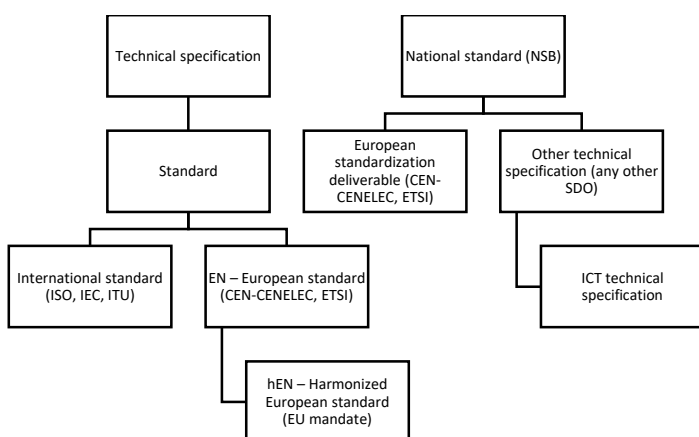 Technical specification
National standard (NSB)
Standard
European
standardization
deliverable (CEN-
CENELEC, ETSI)
Other technical
specification (any other
SDO)
International standard
(ISO, IEC, ITU)
EN – European standard
(CEN-CENELEC, ETSI)
ICT technical
specification
hEN – Harmonized
European standard
(EU mandate)